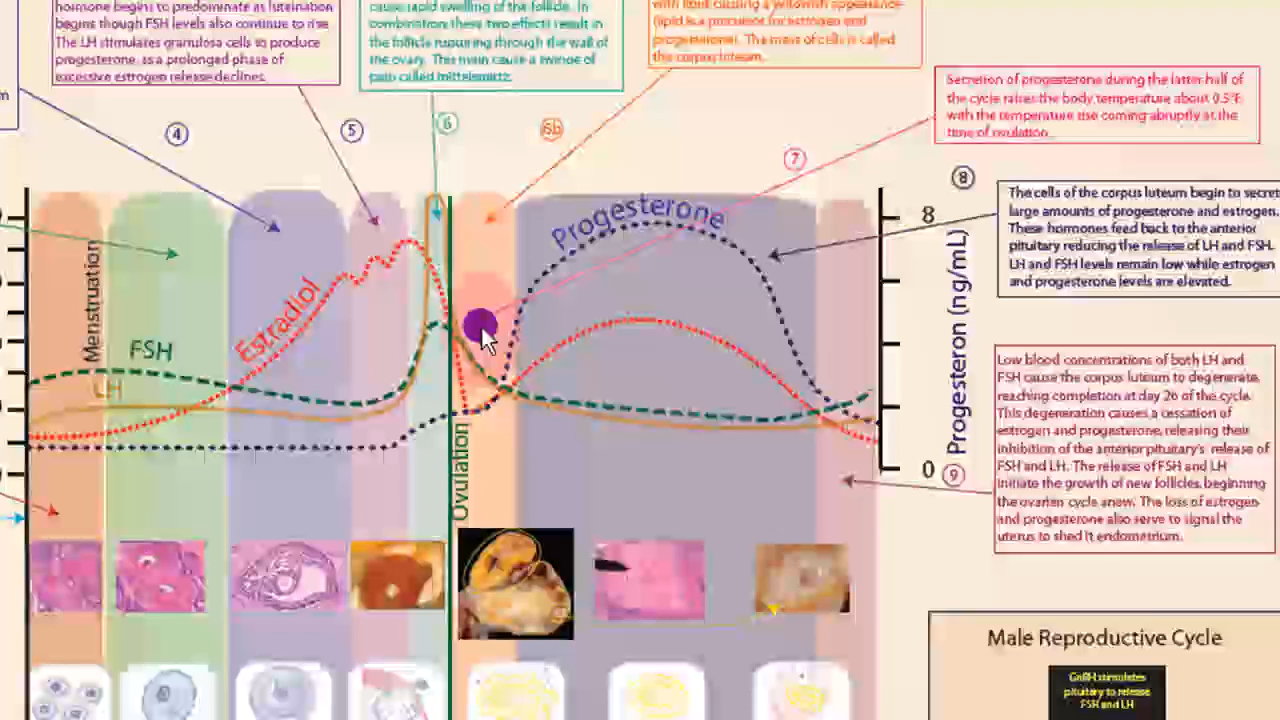 hormone begins to predominate as luteination
begins though FSH levels also continue to rise
The LH stimulates granulosa cells to produce
progesterone, as a prolonged phase of
excessive estrogen release declines.
cause rapid swelling of the follicle. In
combination these two effects result in
the follicle rupturing through the wall of
the ovary. This main cause a twinge of
pain called mittelsmertz.
with lipid causing a yellowish appearance
(lipid is a precursor for estrogen and
progesterone). The mass of cells is called
the corpus luteum.
Secretion of progesterone during the latter half of
the cycle raises the body temperature about 0.5°F
with the temperature rise coming abruptly at the
time of ovulation.
4
5
6
6b
7
8
The cells of the corpus luteum begin to secret
large amounts of progesterone and estrogen.
These hormones feed back to the anterior
pituitary reducing the release of LH and FSH.
LH and FSH levels remain low while estrogen
and progesterone levels are elevated.
Menstruation
FSH
LH
Estradiol
Ovulation
Progesterone
8
0
Progesteron (ng/mL)
9
Low blood concentrations of both LH and
FSH cause the corpus luteum to degenerate,
reaching completion at day 26 of the cycle.
This degeneration causes a cessation of
estrogen and progesterone, releasing their
inhibition of the anterior pituitary's release of
FSH and LH. The release of FSH and LH
initiate the growth of new follicles, beginning
the ovarian cycle anew. The loss of estrogen
and progesterone also serve to signal the
uterus to shed it endometrium.
Male Reproductive Cycle
GnRH stimulates
pituitary to release
FSH and LH